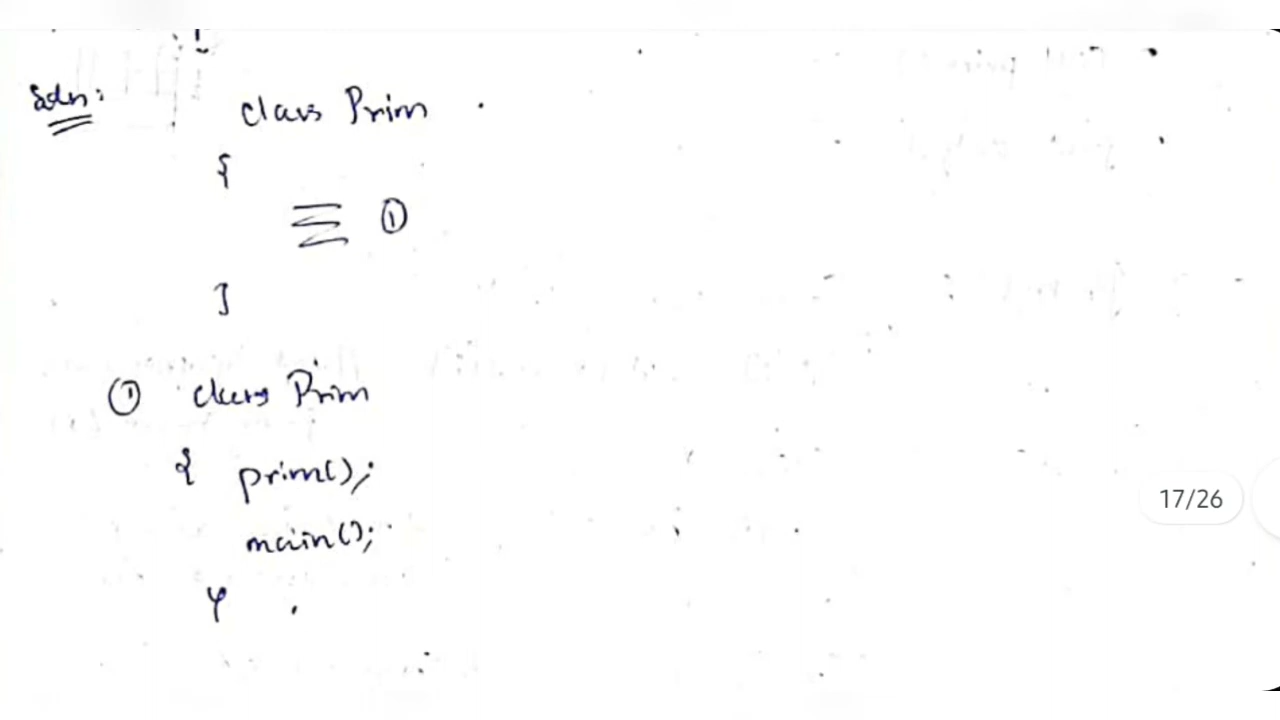 Soln:
class Prim
{
①
}
① class Prim
{ prim();
main();
}
17/26